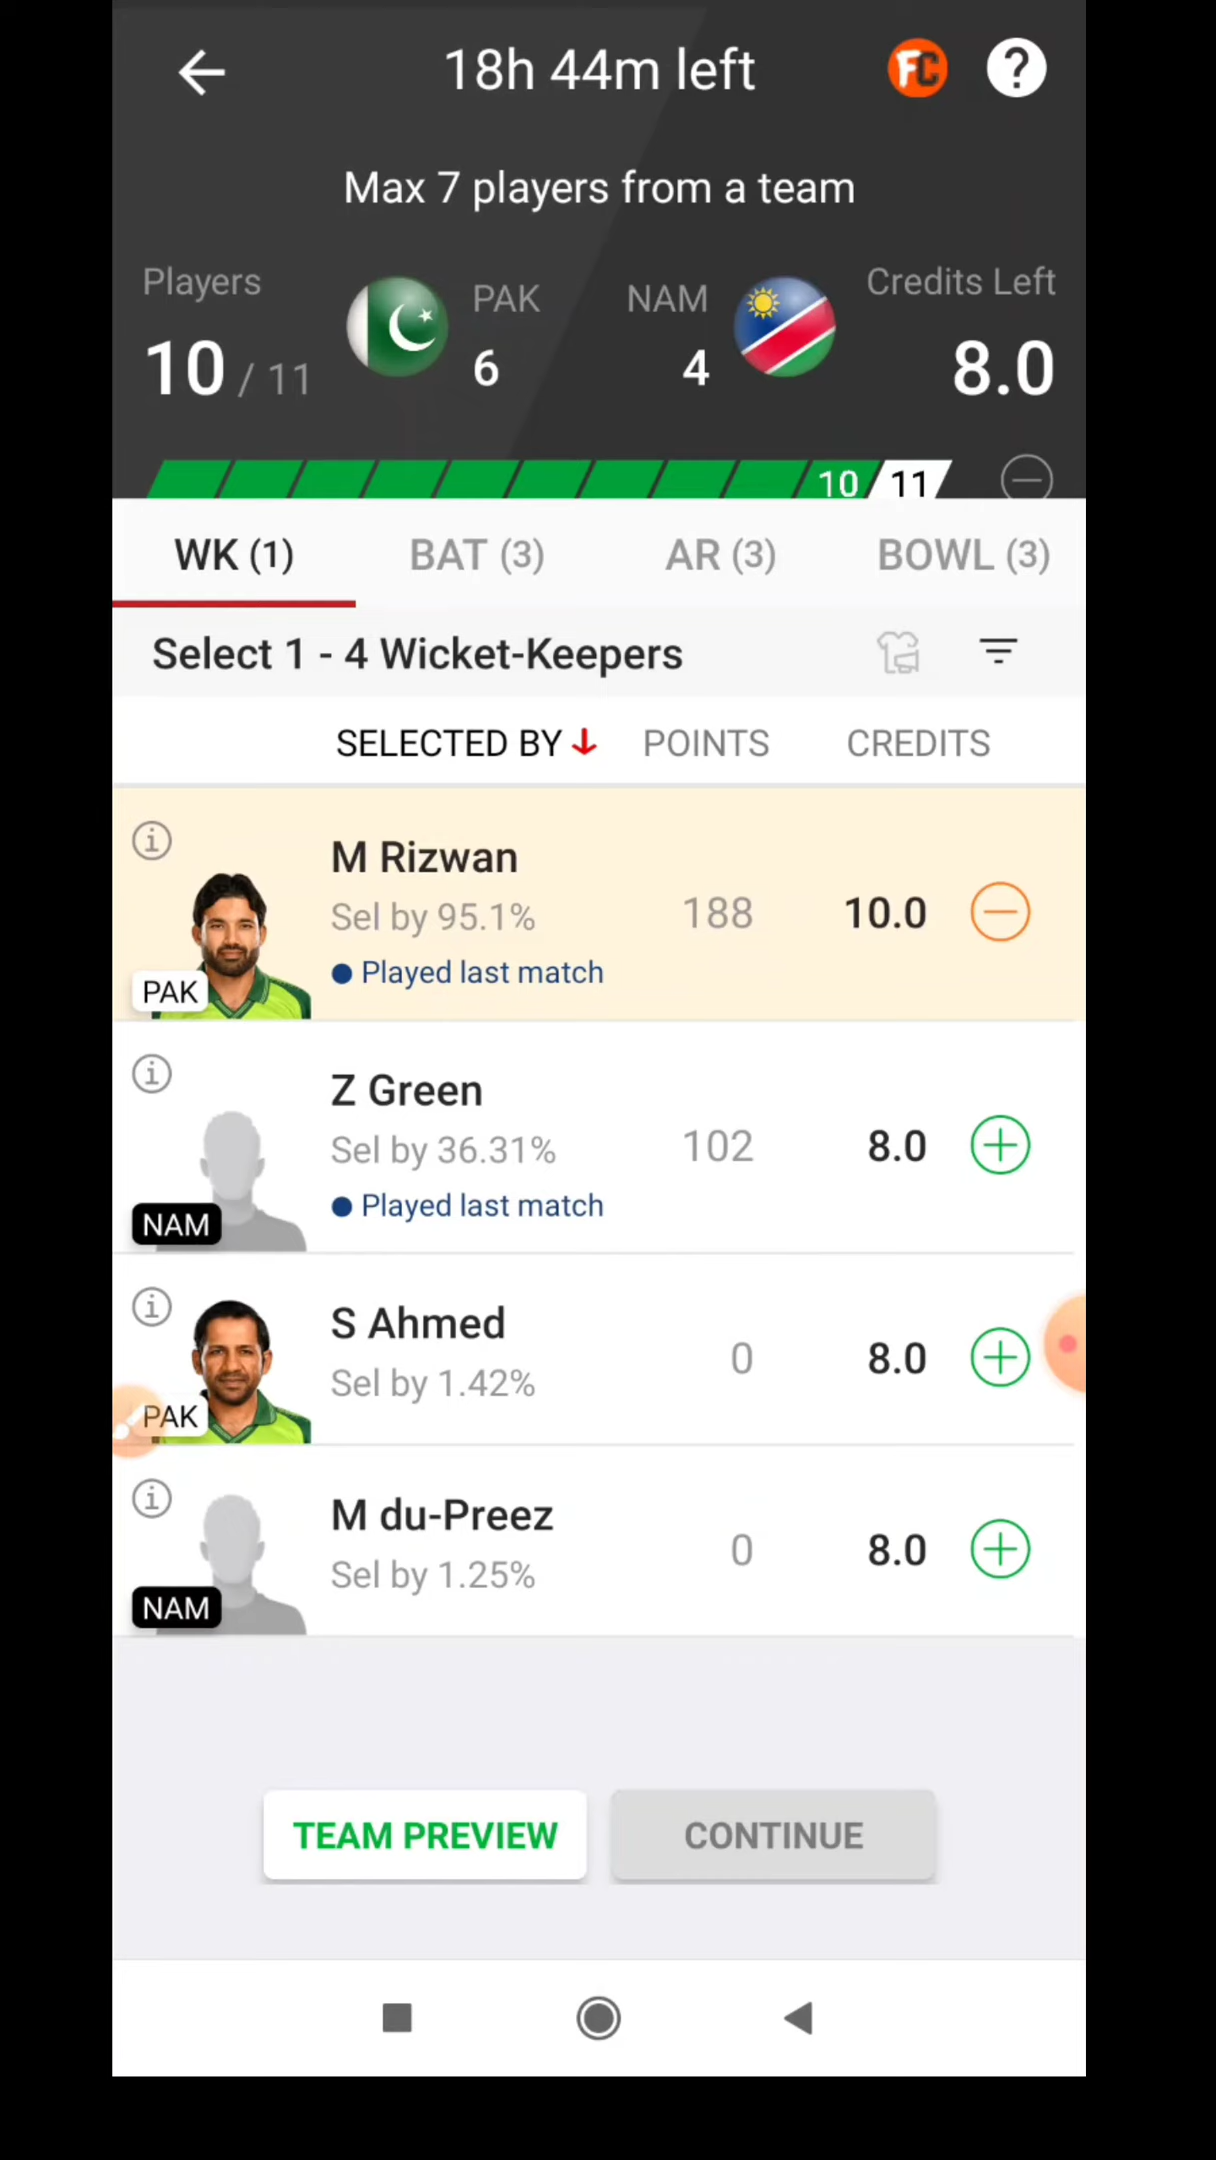 18h 44m left
FC
?
Max 7 players from a team
Players
PAK
NAM
Credits Left
10 / 11
6
4
8.0
10
11
WK (1)
BAT (3)
AR (3)
BOWL (3)
Select 1 - 4 Wicket-Keepers
SELECTED BY
POINTS
CREDITS
i
M Rizwan
Sel by 95.1%
188
10.0
Played last match
PAK
i
Z Green
Sel by 36.31%
102
8.0
Played last match
NAM
i
S Ahmed
Sel by 1.42%
0
8.0
PAK
i
M du-Preez
Sel by 1.25%
0
8.0
NAM
TEAM PREVIEW
CONTINUE